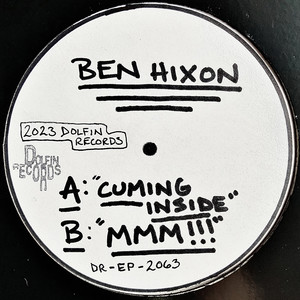 BEN HIXON
2023 DOLFIN
RECORDS
DOLFIN
RECORDS
A: "CUMING
INSIDE"
B: "MMM!!!"
DR-EP-2063